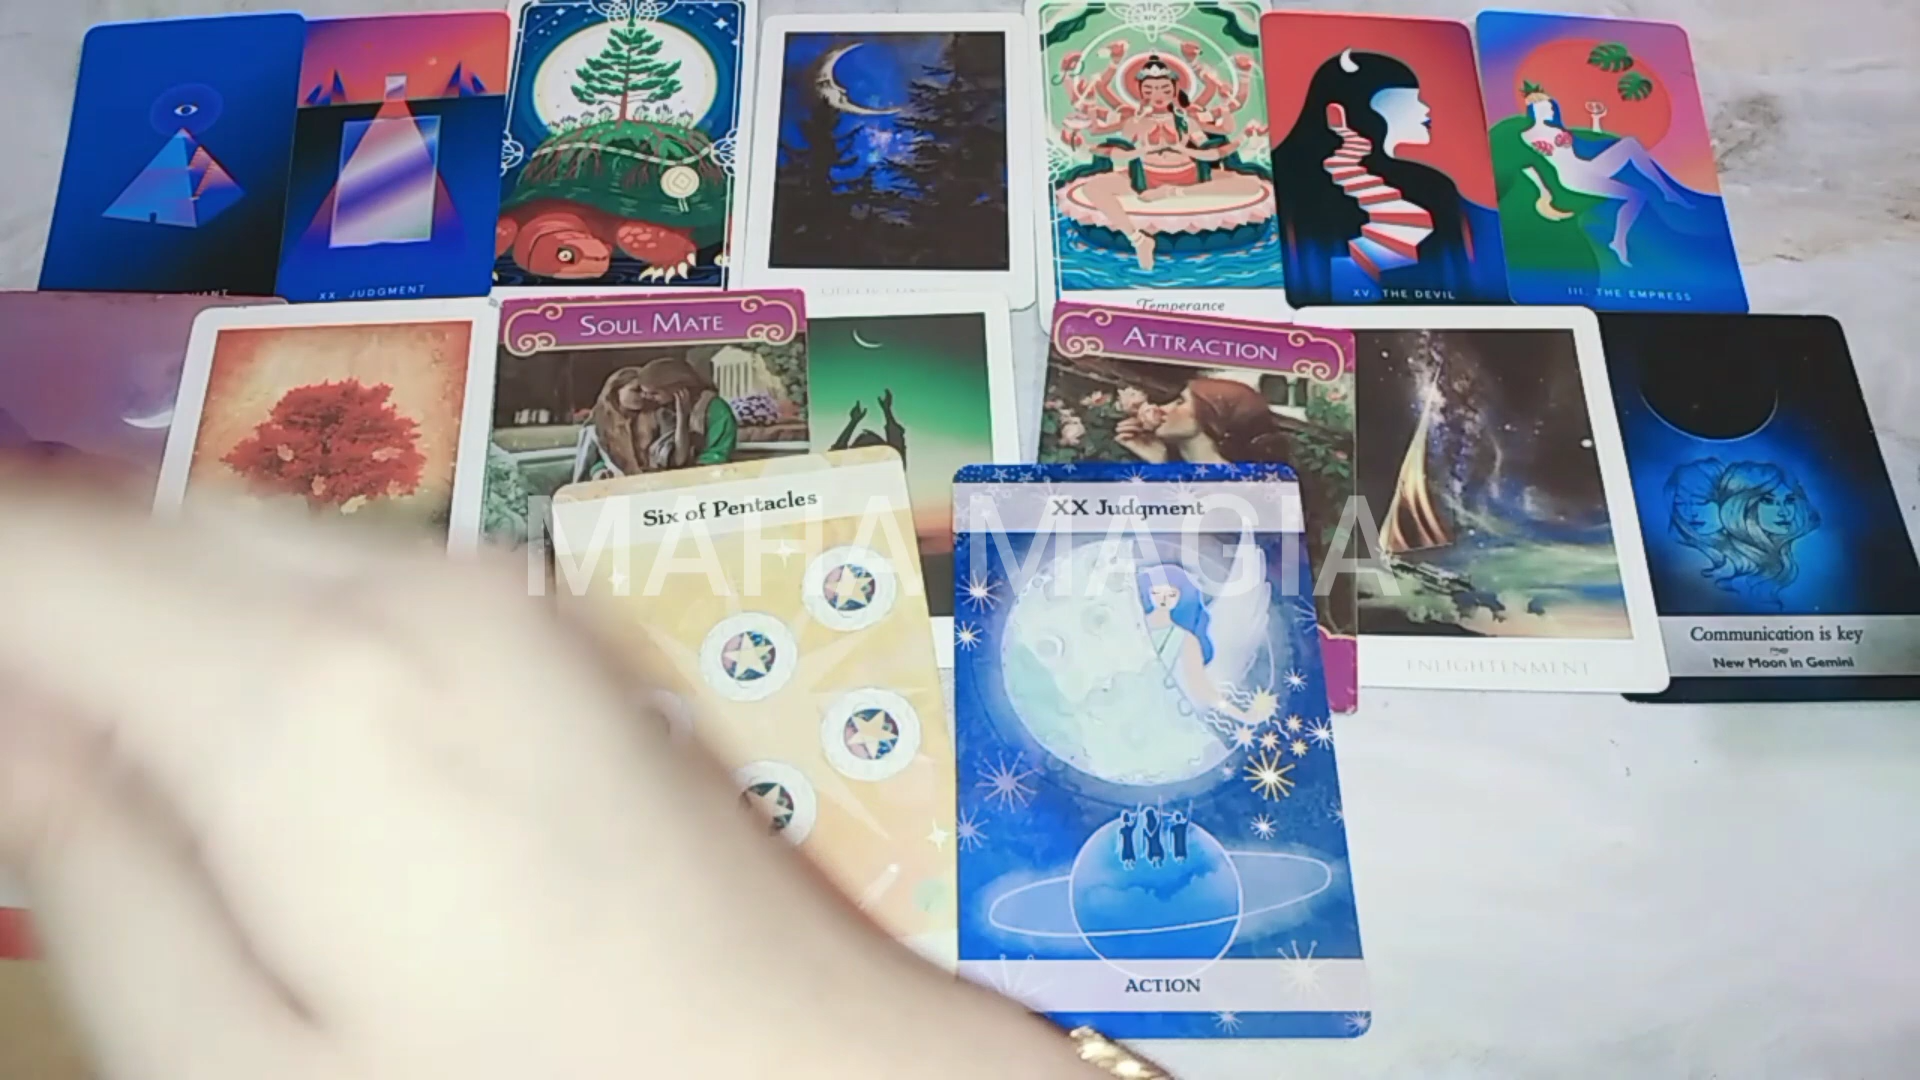 XX. JUDGMENT
Temperance
XV. THE DEVIL
III. THE EMPRESS
SOUL MATE
ATTRACTION
Six of Pentacles
XX Judgment
MAHA MAGIA
ENLIGHTENMENT
Communication is key
New Moon in Gemini
ACTION